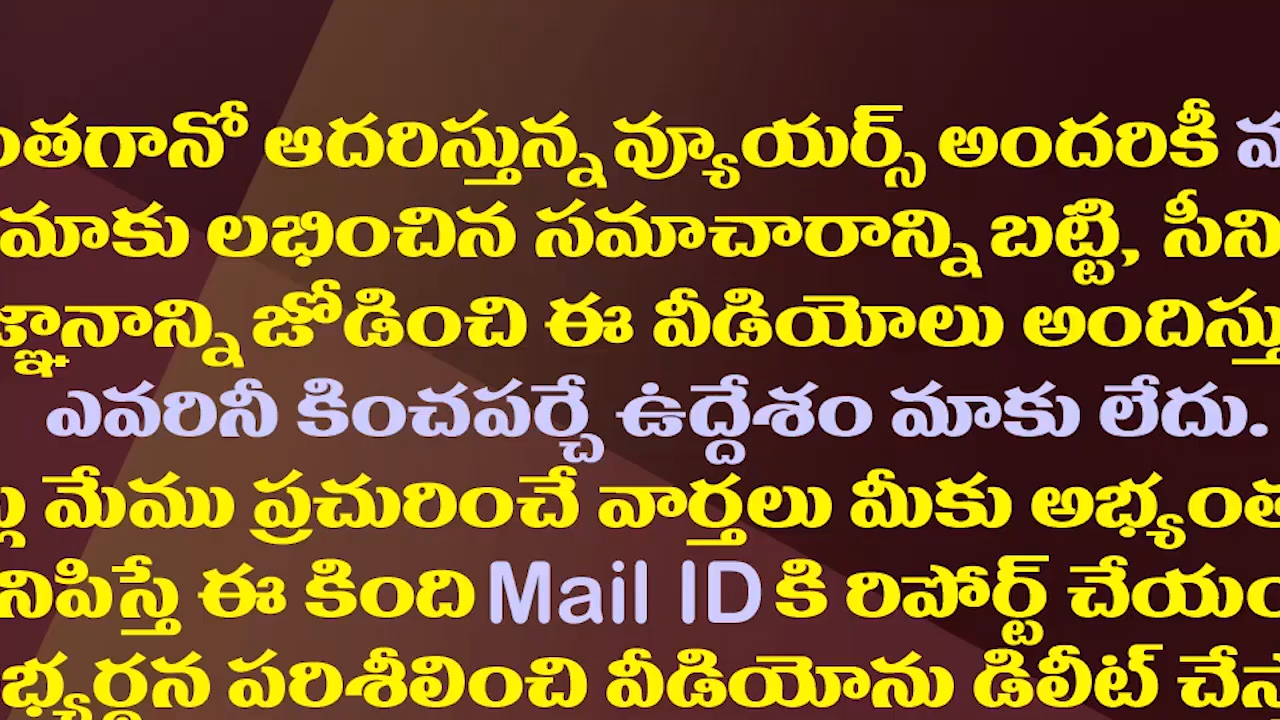 ంతగానో ఆదరిస్తున్న వ్యూయర్స్ అందరికీ
మాకు లభించిన సమాచారాన్ని బట్టి, సీని
జ్ఞానాన్ని జోడించి ఈ వీడియోలు అందిస్తు
ఎవరినీ కించపర్చే ఉద్దేశం మాకు లేదు.
మేము ప్రచురించే వార్తలు మీకు అభ్యంత
నిపిస్తే ఈ కింది Mail ID కి రిపోర్ట్ చేయం
భ్యర్థన పరిశీలించి వీడియోను డిలీట్ చేస